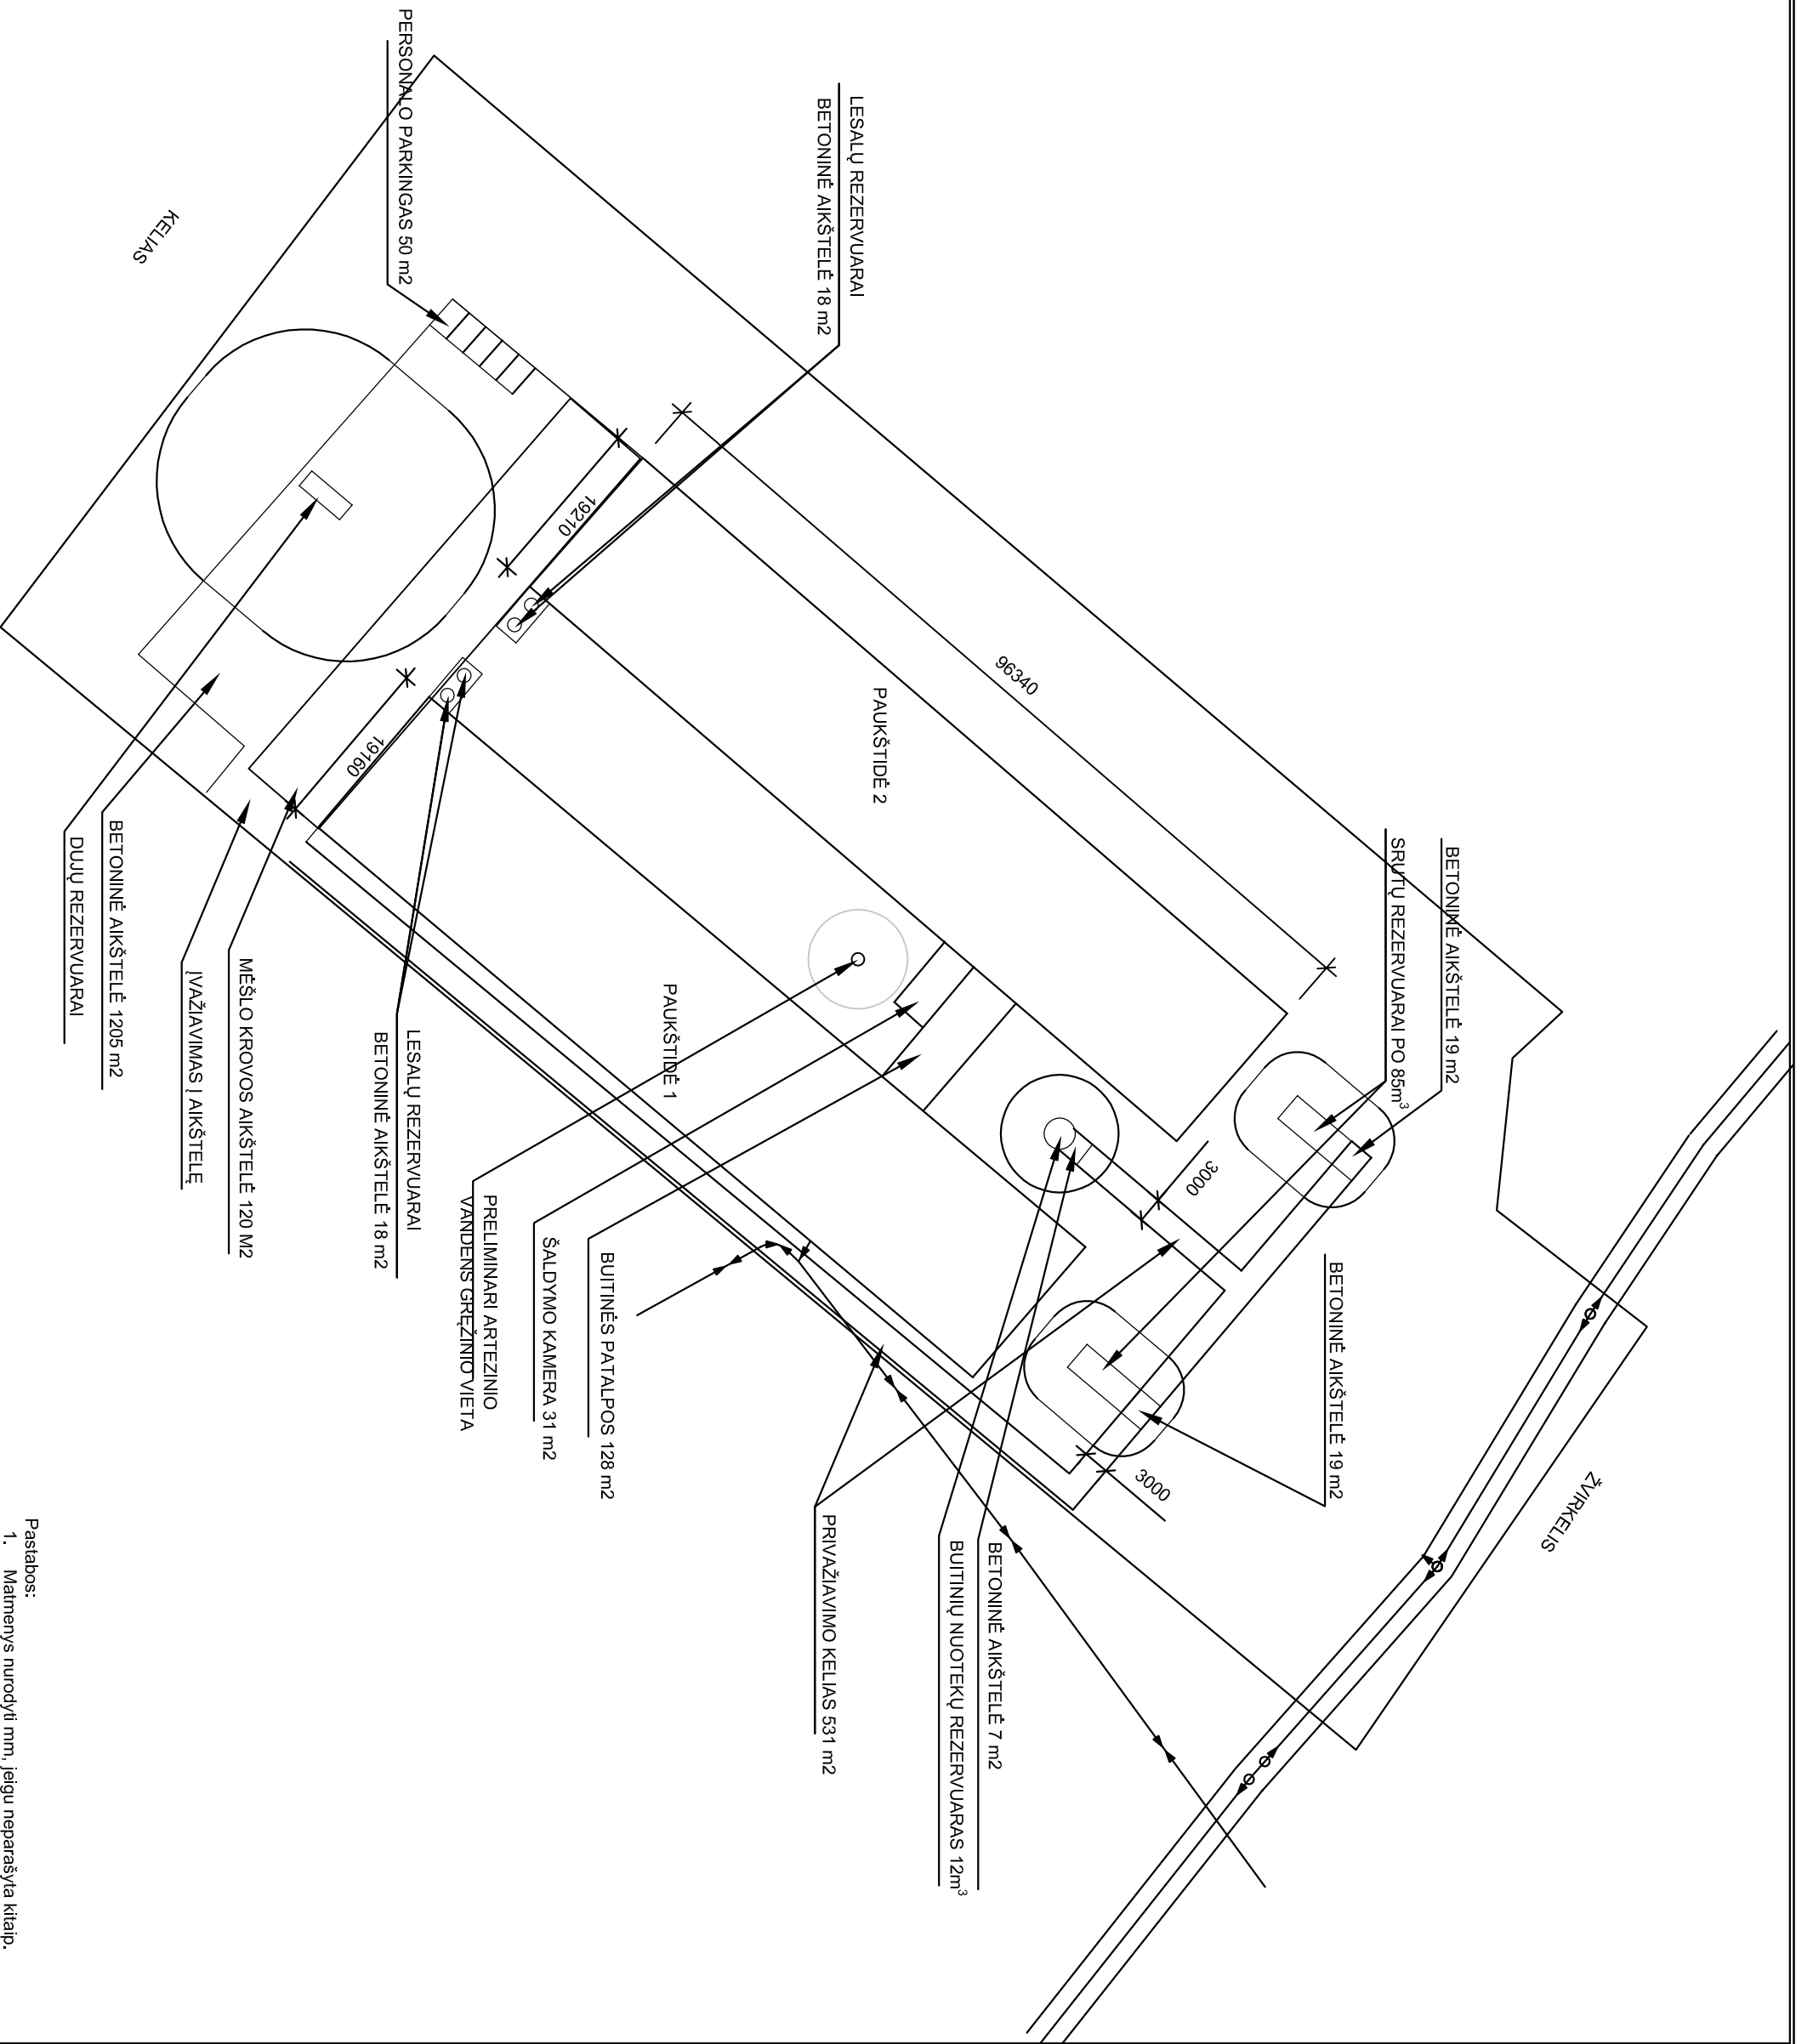 ŽVIRKELIS
BETONINĖ AIKŠTELĖ 19 m2
SRUTŲ REZERVUARAI PO 85m³
BETONINĖ AIKŠTELĖ 19 m2
3000
3000
96340
LESALŲ REZERVUARAI
BETONINĖ AIKŠTELĖ 18 m2
PAUKŠTIDĖ 2
BETONINĖ AIKŠTELĖ 7 m2
BUITINIŲ NUOTEKŲ REZERVUARAS 12m³
PRIVAŽIAVIMO KELIAS 531 m2
PAUKŠTIDĖ 1
BUITINĖS PATALPOS 128 m2
ŠALDYMO KAMERA 31 m2
19210
PRELIMINARI ARTEZINIO
VANDENS GRĘŽINIO VIETA
PERSONALO PARKINGAS 50 m2
19160
LESALŲ REZERVUARAI
BETONINĖ AIKŠTELĖ 18 m2
MĖŠLO KROVOS AIKŠTELĖ 120 M2
ĮVAŽIAVIMAS Į AIKŠTELĘ
KELIAS
BETONINĖ AIKŠTELĖ 1205 m2
DUJŲ REZERVUARAI
Pastabos:
1. Matmenys nurodyti mm, jeigu neparašyta kitaip.